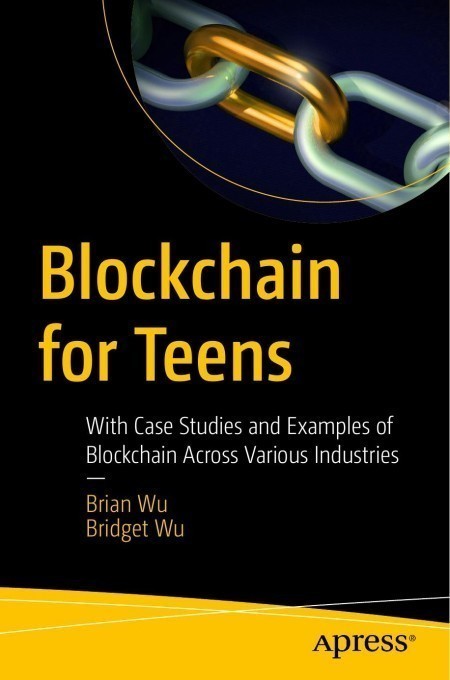 Blockchain
for Teens
With Case Studies and Examples of
Blockchain Across Various Industries
—
Brian Wu
Bridget Wu
Apress®